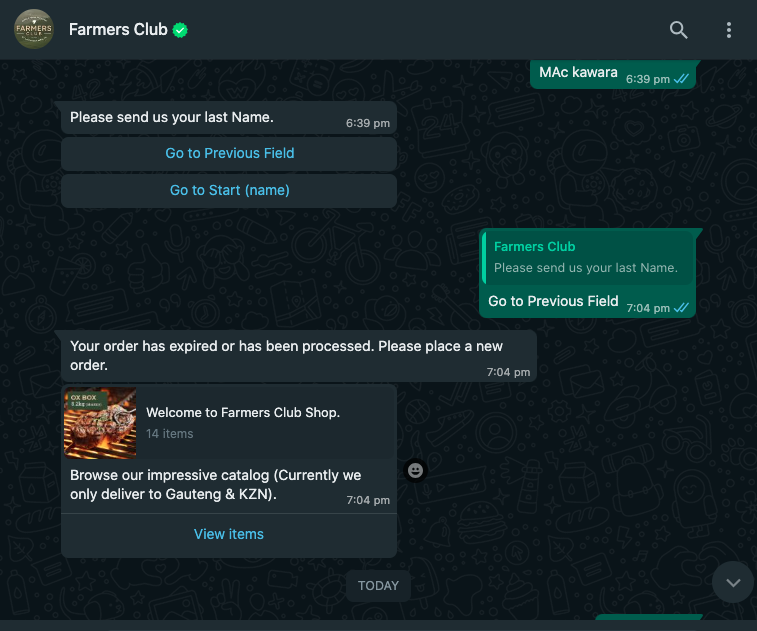 FARMERS
CLUB
Farmers Club
MAc kawara 6:39 pm
Please send us your last Name. 6:39 pm
Go to Previous Field
Go to Start (name)
Farmers Club
Please send us your last Name.
Go to Previous Field 7:04 pm
Your order has expired or has been processed. Please place a new
order.
7:04 pm
OX BOX
Welcome to Farmers Club Shop.
14 items
Browse our impressive catalog (Currently we
only deliver to Gauteng & KZN). 7:04 pm
View items
TODAY